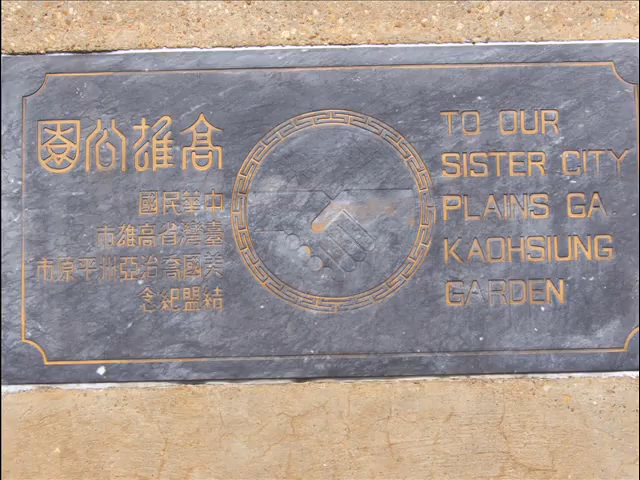 高雄公園
中華民國
臺灣省高雄市
美國喬治亞州平原市
結盟紀念
TO OUR
SISTER CITY
PLAINS GA.
KAOHSIUNG
GARDEN